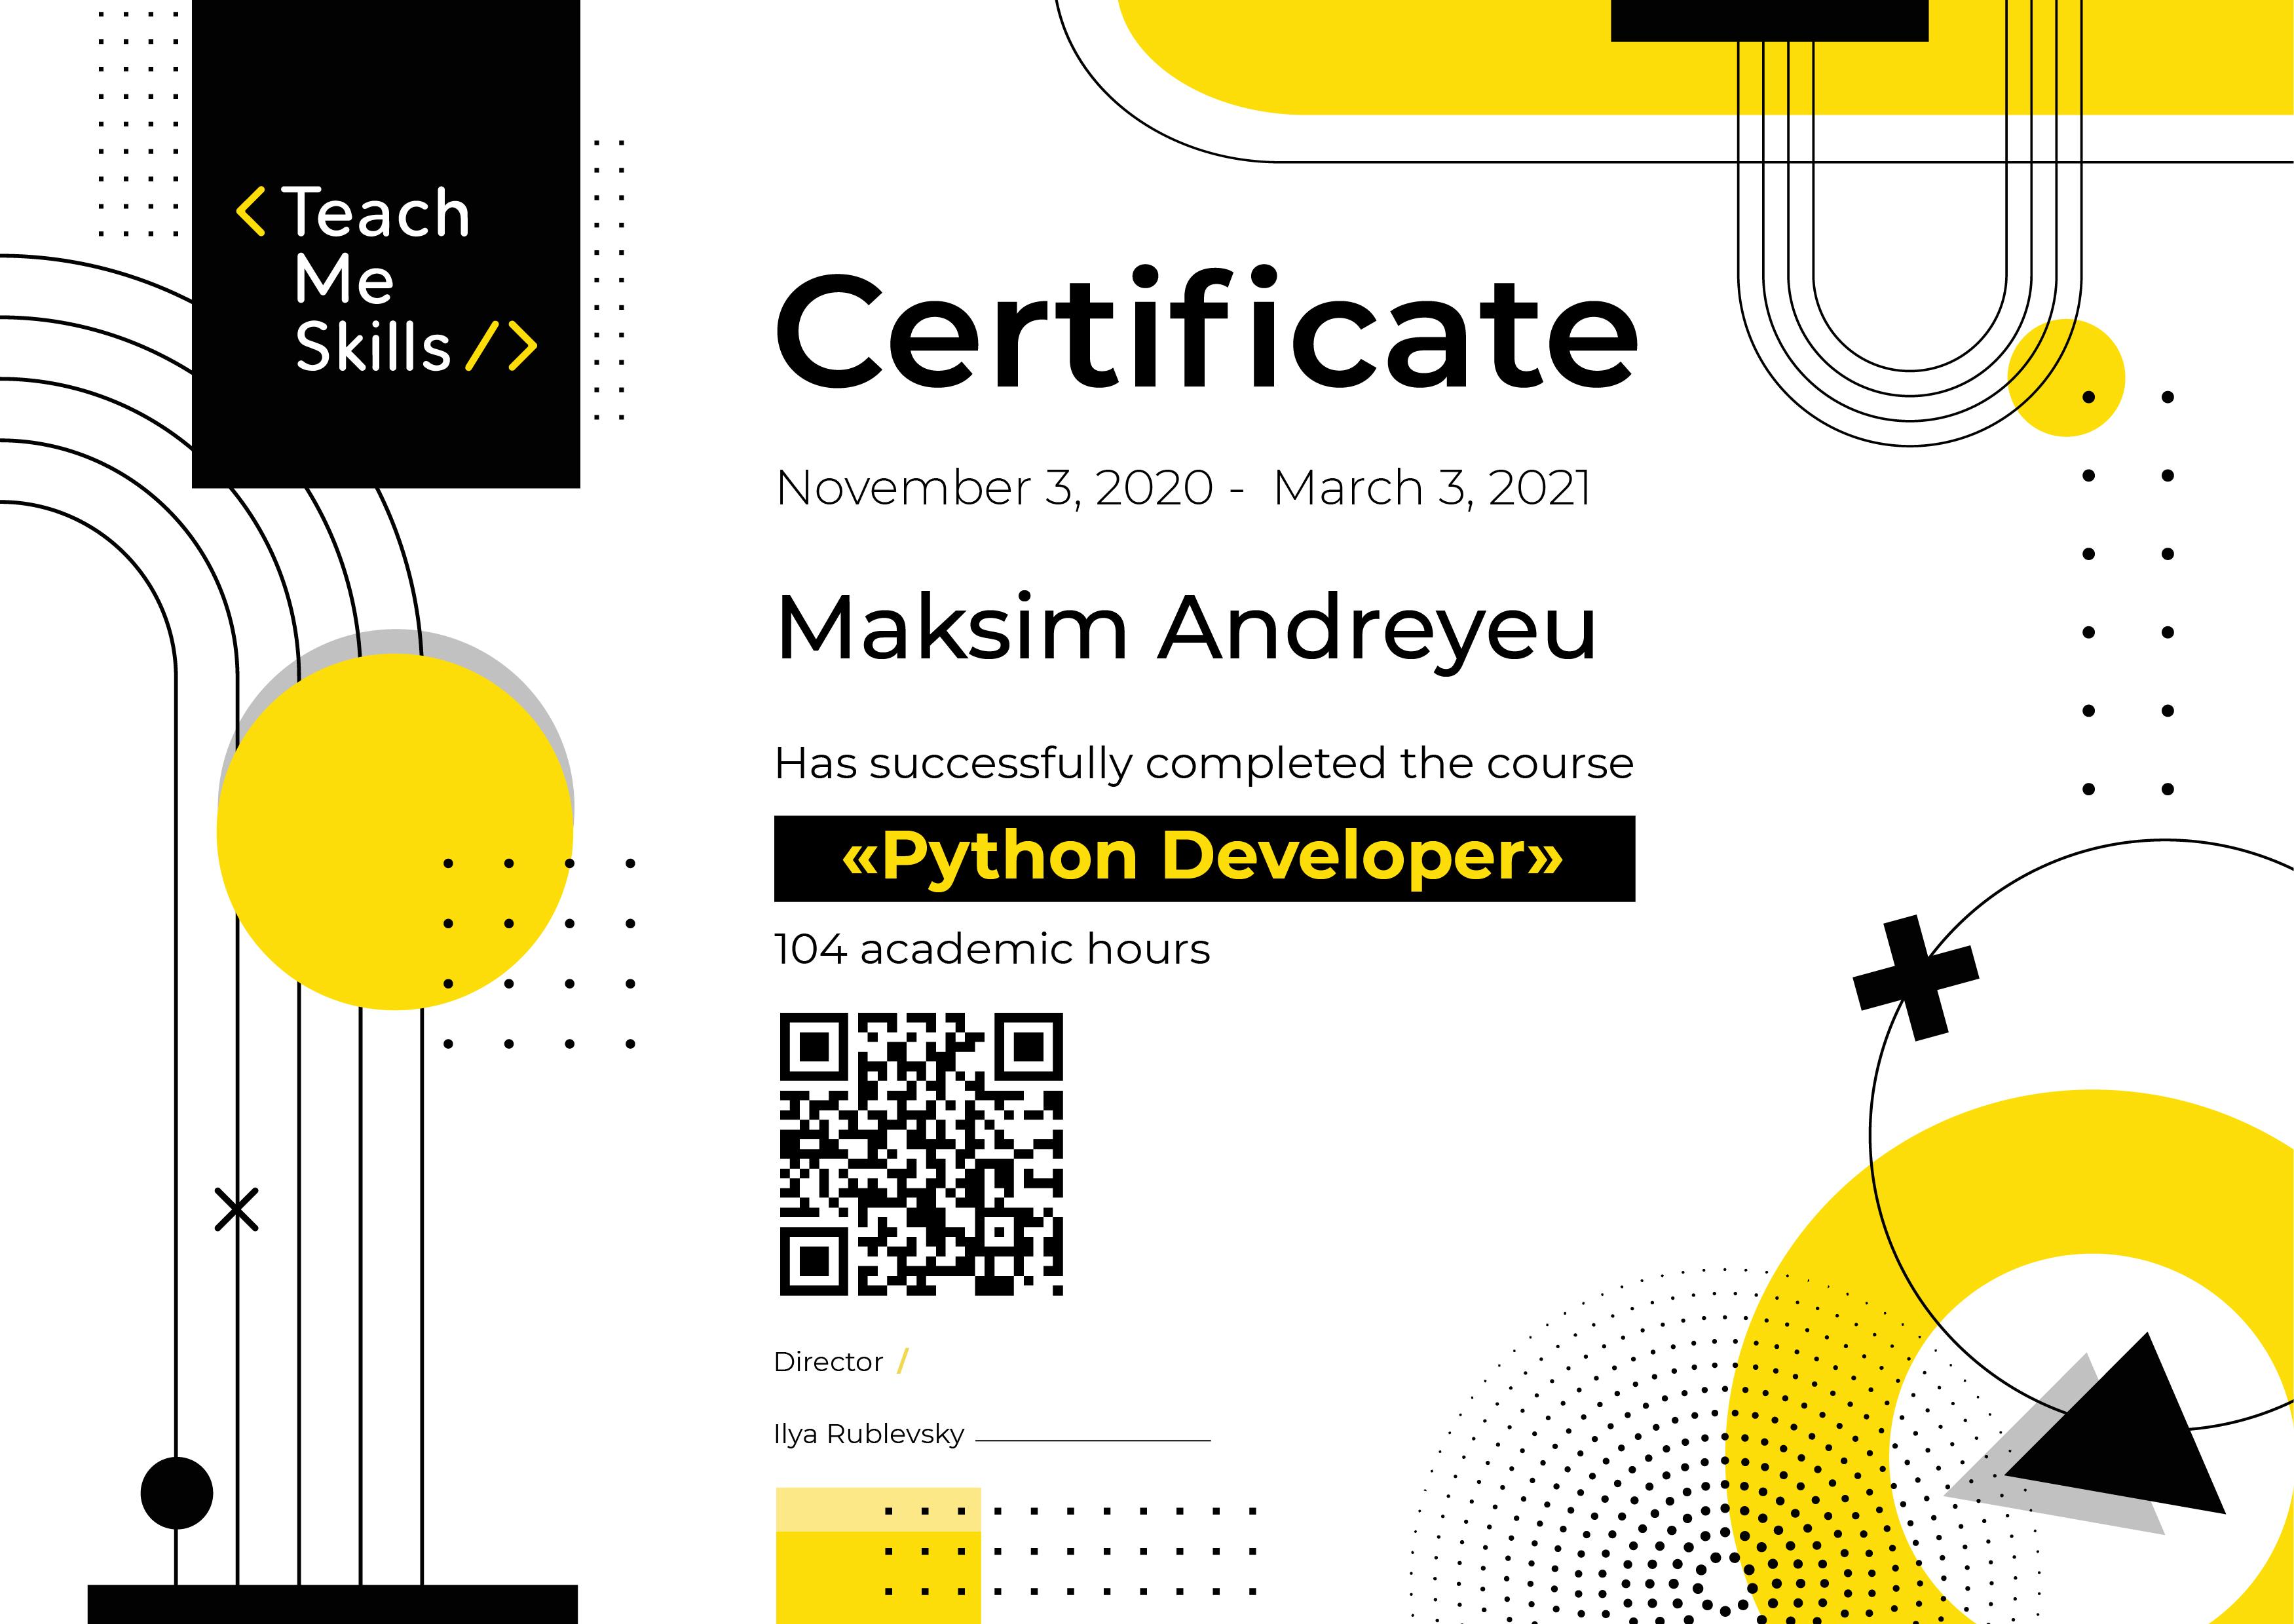 <Teach
Me
Skills/>
Certificate
November 3, 2020 - March 3, 2021
Maksim Andreyeu
Has successfully completed the course
«Python Developer»
104 academic hours
Director /
Ilya Rublevsky